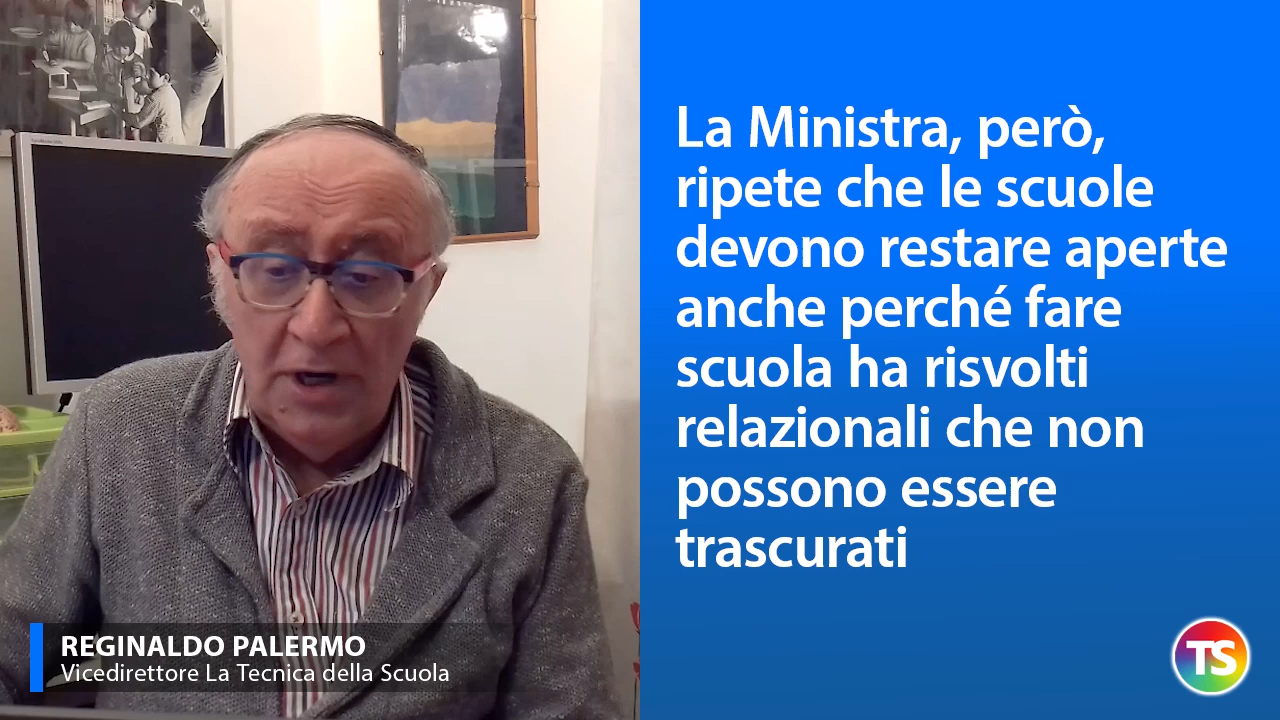 La Ministra, però,
ripete che le scuole
devono restare aperte
anche perché fare
scuola ha risvolti
relazionali che non
possono essere
trascurati
REGINALDO PALERMO
Vicedirettore La Tecnica della Scuola
TS